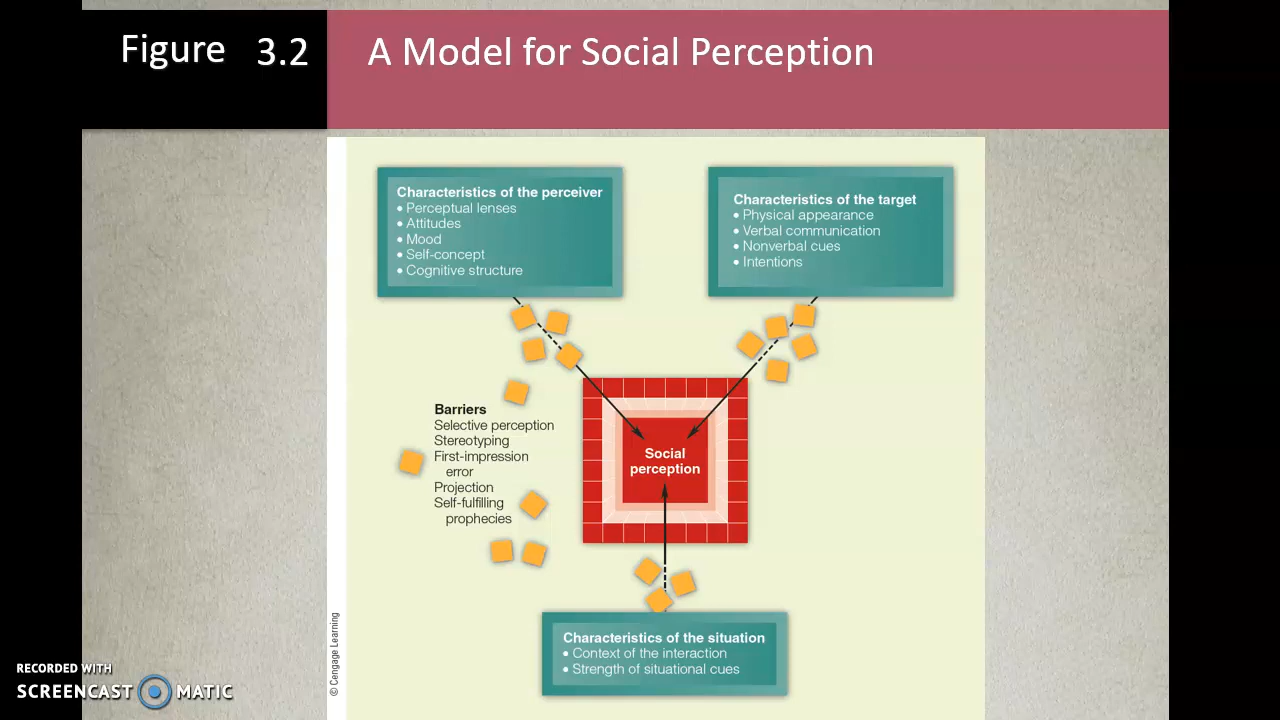 Figure 3.2
A Model for Social Perception
Characteristics of the perceiver
• Perceptual lenses
• Attitudes
• Mood
• Self-concept
• Cognitive structure
Characteristics of the target
• Physical appearance
• Verbal communication
• Nonverbal cues
• Intentions
Barriers
Selective perception
Stereotyping
First-impression
error
Projection
Self-fulfilling
prophecies
Social
perception
Characteristics of the situation
• Context of the interaction
• Strength of situational cues
© Cengage Learning
RECORDED WITH
SCREENCAST MATIC